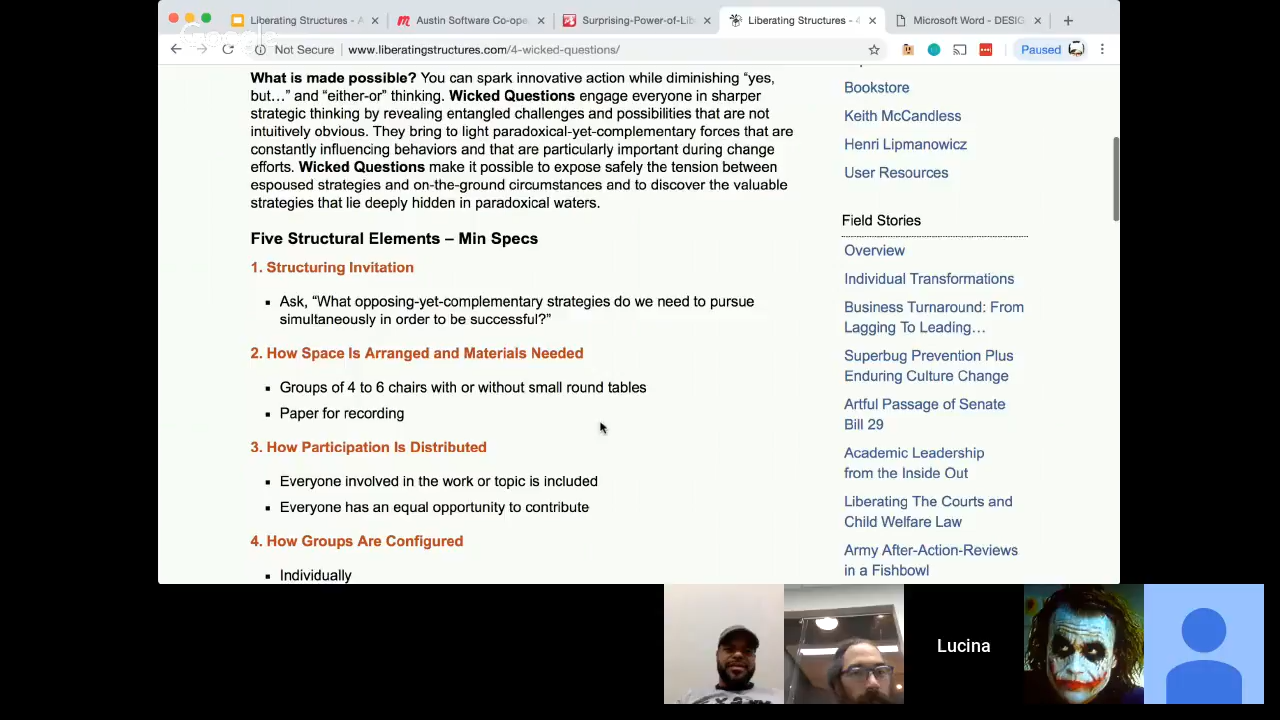 Liberating Structures - A
Austin Software Co-ope
Surprising-Power-of-Lib
Liberating Structures - 4
Microsoft Word - DESIG
Google
Not Secure
www.liberatingstructures.com/4-wicked-questions/
Paused
What is made possible? You can spark innovative action while diminishing “yes,
but…” and “either-or” thinking. Wicked Questions engage everyone in sharper
strategic thinking by revealing entangled challenges and possibilities that are not
intuitively obvious. They bring to light paradoxical-yet-complementary forces that are
constantly influencing behaviors and that are particularly important during change
efforts. Wicked Questions make it possible to expose safely the tension between
espoused strategies and on-the-ground circumstances and to discover the valuable
strategies that lie deeply hidden in paradoxical waters.
Five Structural Elements – Min Specs
1. Structuring Invitation
Ask, “What opposing-yet-complementary strategies do we need to pursue
simultaneously in order to be successful?”
2. How Space Is Arranged and Materials Needed
Groups of 4 to 6 chairs with or without small round tables
Paper for recording
3. How Participation Is Distributed
Everyone involved in the work or topic is included
Everyone has an equal opportunity to contribute
4. How Groups Are Configured
Individually
Bookstore
Keith McCandless
Henri Lipmanowicz
User Resources
Field Stories
Overview
Individual Transformations
Business Turnaround: From
Lagging To Leading…
Superbug Prevention Plus
Enduring Culture Change
Artful Passage of Senate
Bill 29
Academic Leadership
from the Inside Out
Liberating The Courts and
Child Welfare Law
Army After-Action-Reviews
in a Fishbowl
Lucina